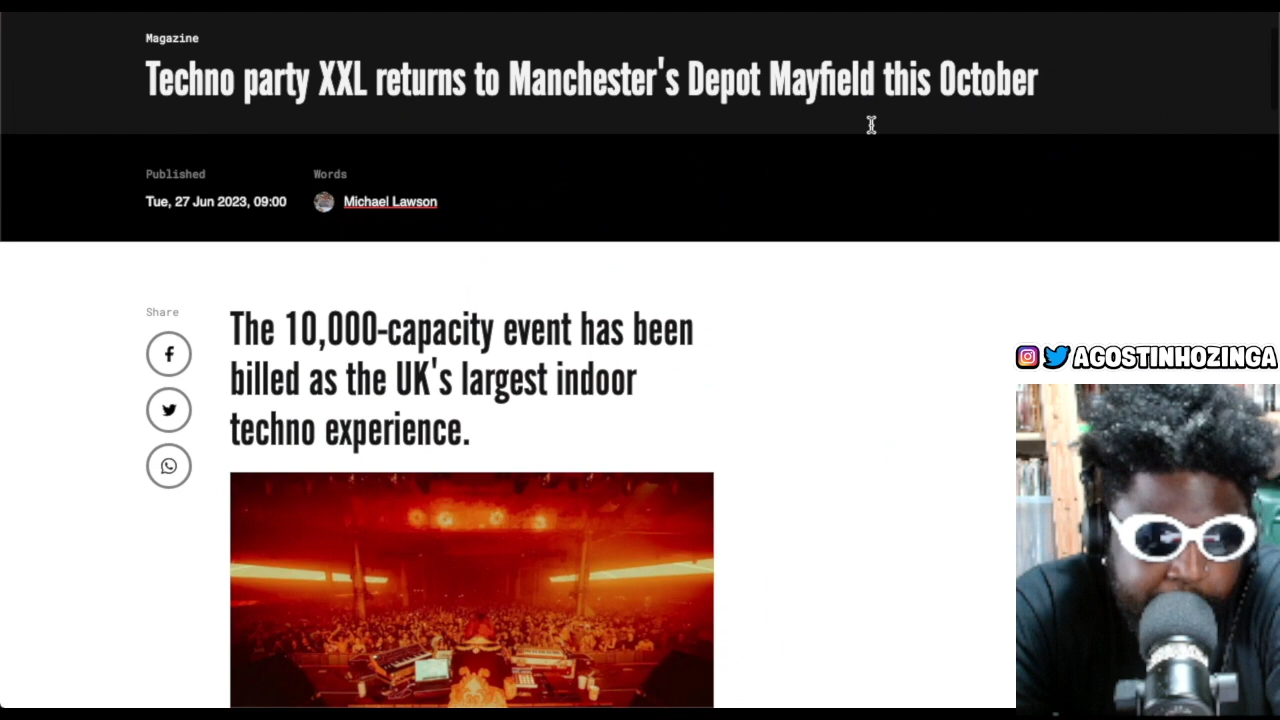 Magazine
Techno party XXL returns to Manchester's Depot Mayfield this October
Published
Words
Tue, 27 Jun 2023, 09:00
Michael Lawson
Share
The 10,000-capacity event has been
billed as the UK's largest indoor
techno experience.
AGOSTINHOZINGA